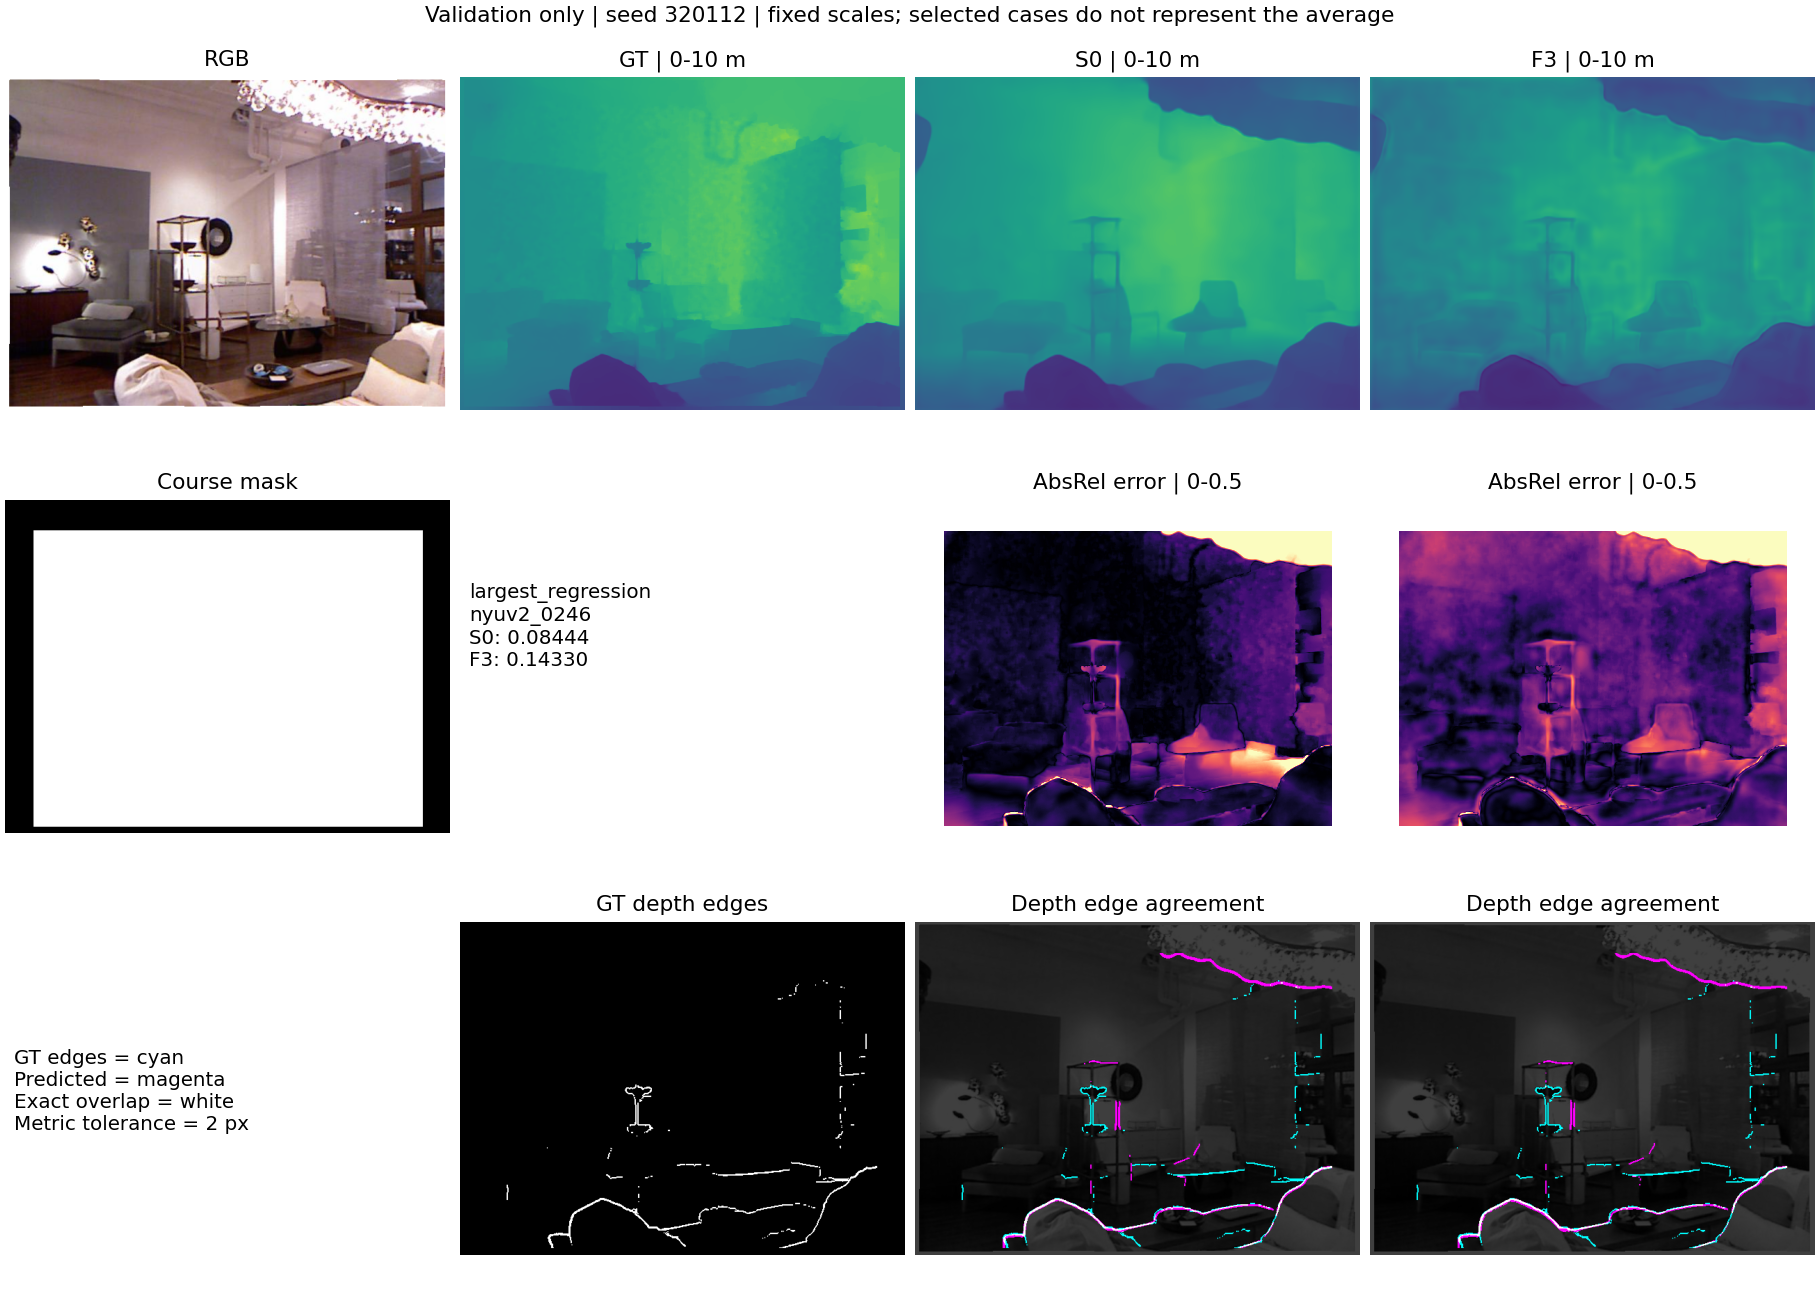 Validation only | seed 320112 | fixed scales; selected cases do not represent the average
RGB
GT | 0-10 m
S0 | 0-10 m
F3 | 0-10 m
Course mask
AbsRel error | 0-0.5
AbsRel error | 0-0.5
largest_regression
nyuv2_0246
S0: 0.08444
F3: 0.14330
GT depth edges
Depth edge agreement
Depth edge agreement
GT edges = cyan
Predicted = magenta
Exact overlap = white
Metric tolerance = 2 px